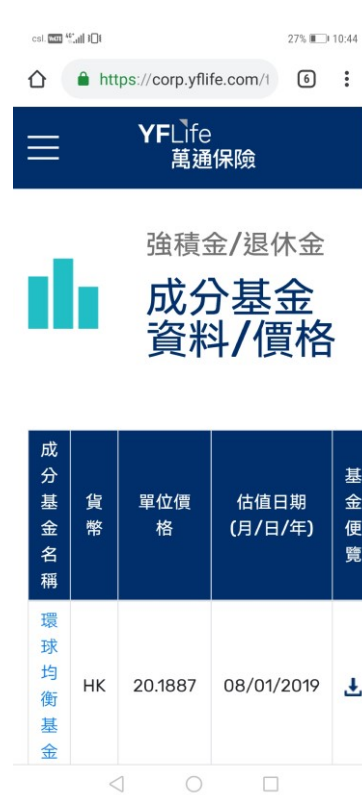 csl. 27% 10:44
https://corp.yflife.com/ 6
YFLife
萬通保險
強積金/退休金
成分基金
資料/價格
成分基金名稱 貨幣 單位價格 估值日期 (月/日/年) 基金便覽
環球均衡基金 HK 20.1887 08/01/2019